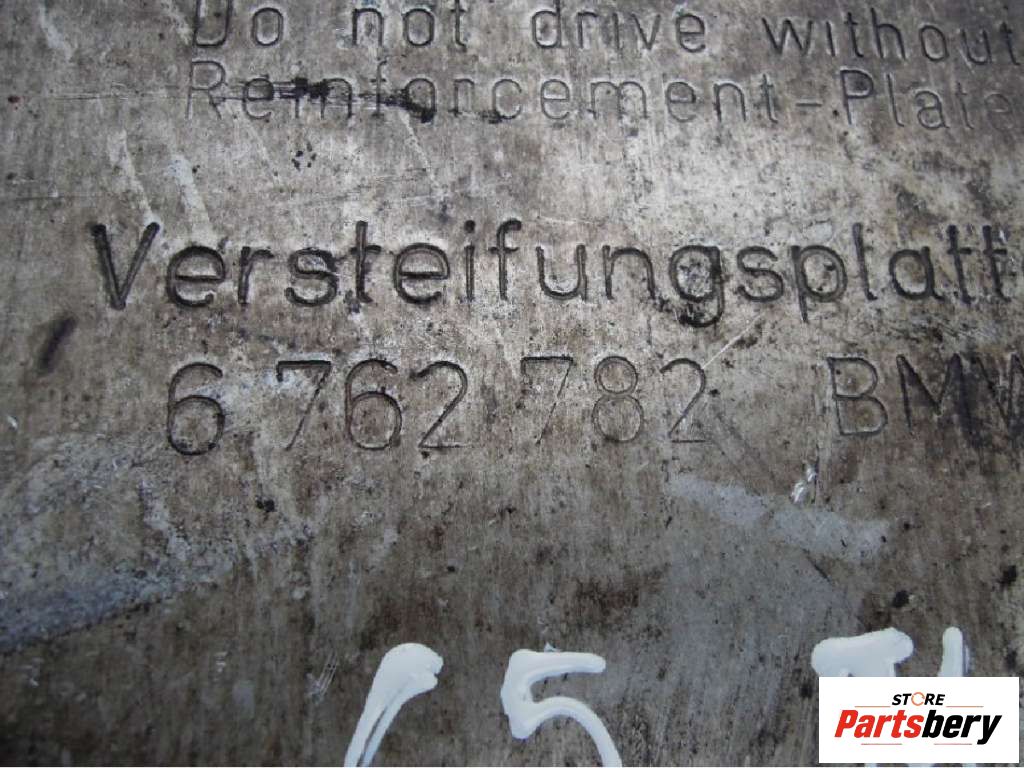 Do not drive without
Reinforcement-Plate
Versteifungsplatt
6 762 782 BMW
STORE
Partsbery